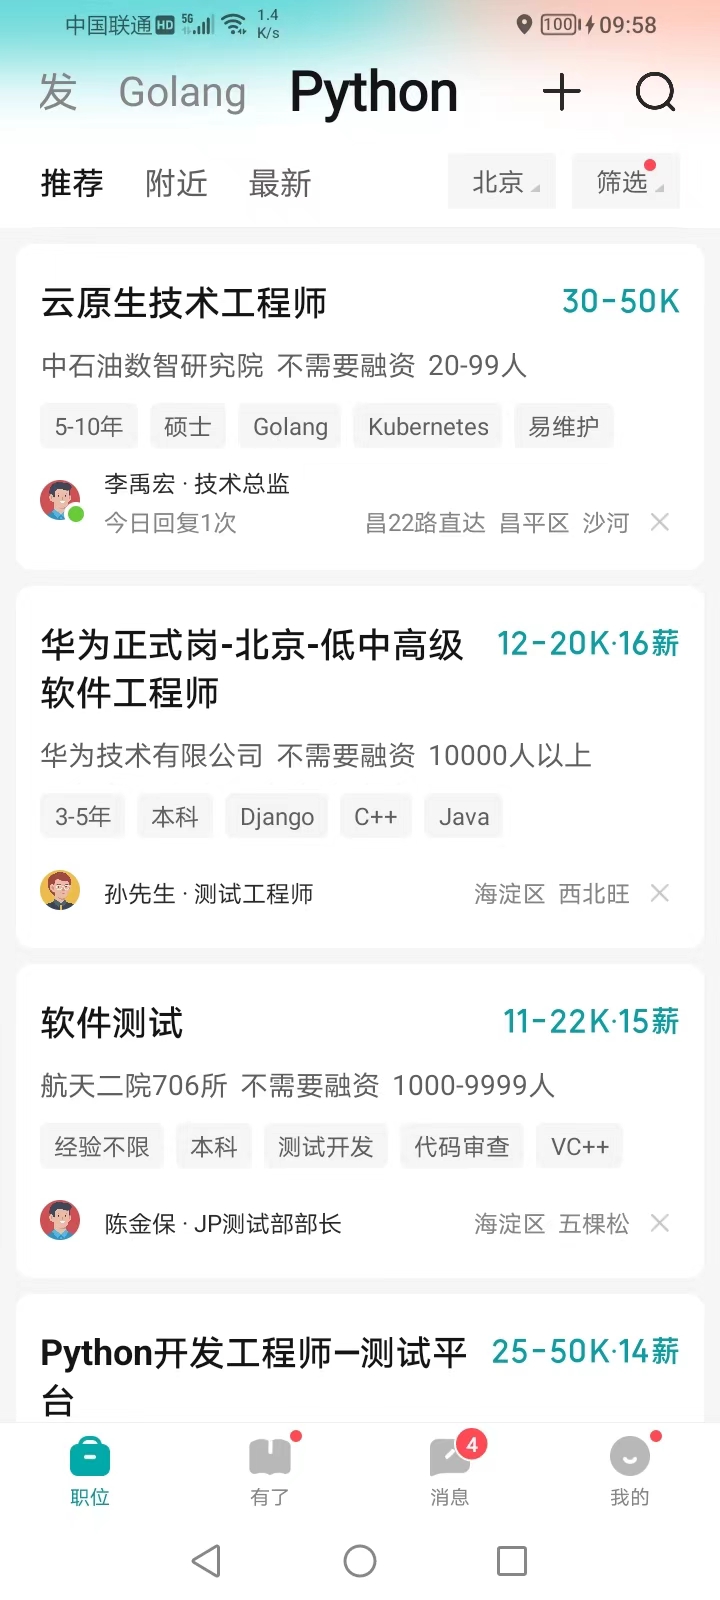 中国联通 HD 5G 1.4 K/s 100 09:58
发 Golang Python
推荐 附近 最新 北京 筛选
云原生技术工程师 30-50K
中石油数智研究院 不需要融资 20-99人
5-10年 硕士 Golang Kubernetes 易维护
李禹宏·技术总监
今日回复1次 昌22路直达 昌平区 沙河
华为正式岗-北京-低中高级 12-20K·16薪
软件工程师
华为技术有限公司 不需要融资 10000人以上
3-5年 本科 Django C++ Java
孙先生·测试工程师 海淀区 西北旺
软件测试 11-22K·15薪
航天二院706所 不需要融资 1000-9999人
经验不限 本科 测试开发 代码审查 VC++
陈金保·JP测试部部长 海淀区 五棵松
Python开发工程师—测试平 25-50K·14薪
台
4
职位 有了 消息 我的